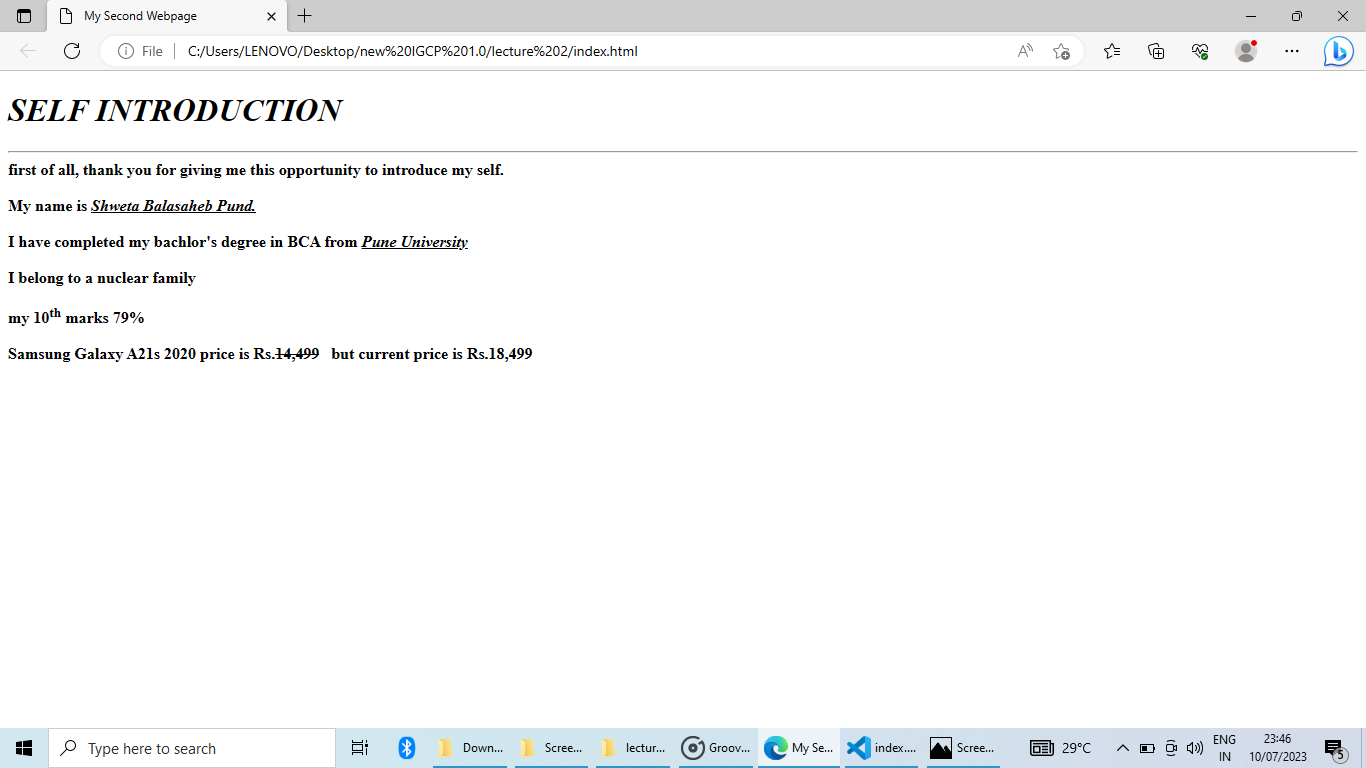 My Second Webpage
File
C:/Users/LENOVO/Desktop/new%20IGCP%201.0/lecture%202/index.html
SELF INTRODUCTION
first of all, thank you for giving me this opportunity to introduce my self.
My name is Shweta Balasaheb Pund.
I have completed my bachlor's degree in BCA from Pune University
I belong to a nuclear family
my 10th marks 79%
Samsung Galaxy A21s 2020 price is Rs.14,499 but current price is Rs.18,499
Type here to search
Down...
Scree...
lectur...
Groov...
My Se...
index....
Scree...
29°C
ENG
IN
23:46
10/07/2023
5